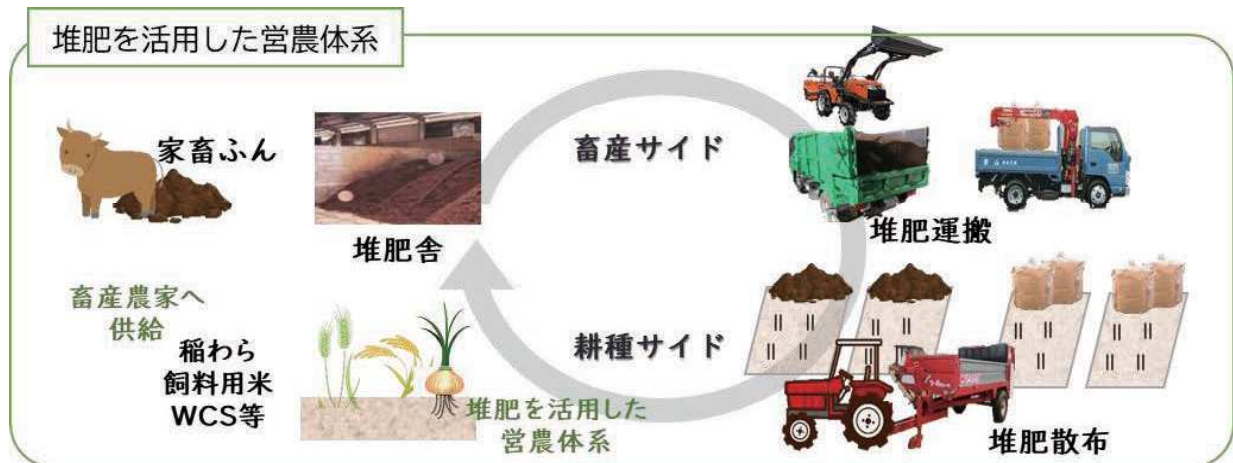 堆肥を活用した営農体系
家畜ふん
堆肥舎
畜産サイド
堆肥運搬
畜産農家へ
供給
稲わら
飼料用米
WCS等
耕種サイド
堆肥を活用した
営農体系
堆肥散布